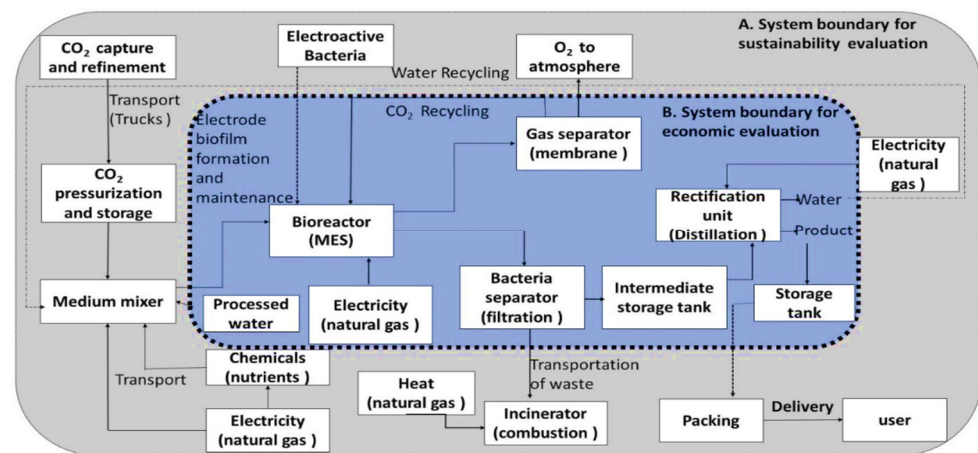 A. System boundary for
sustainability evaluation
CO₂ capture
and refinement
Electroactive
Bacteria
O₂ to
atmosphere
Water Recycling
Transport
(Trucks )
CO₂ Recycling
B. System boundary for
economic evaluation
Electrode
biofilm
formation
and
maintenance
Gas separator
(membrane )
Electricity
(natural
gas )
CO₂
pressurization
and storage
Rectification
unit
(Distillation )
Water
Product
Bioreactor
(MES)
Medium mixer
Processed
water
Electricity
(natural gas )
Bacteria
separator
(filtration )
Intermediate
storage tank
Storage
tank
Chemicals
(nutrients )
Transport
Transportation
of waste
Electricity
(natural gas )
Heat
(natural gas )
Incinerator
(combustion )
Packing
Delivery
user